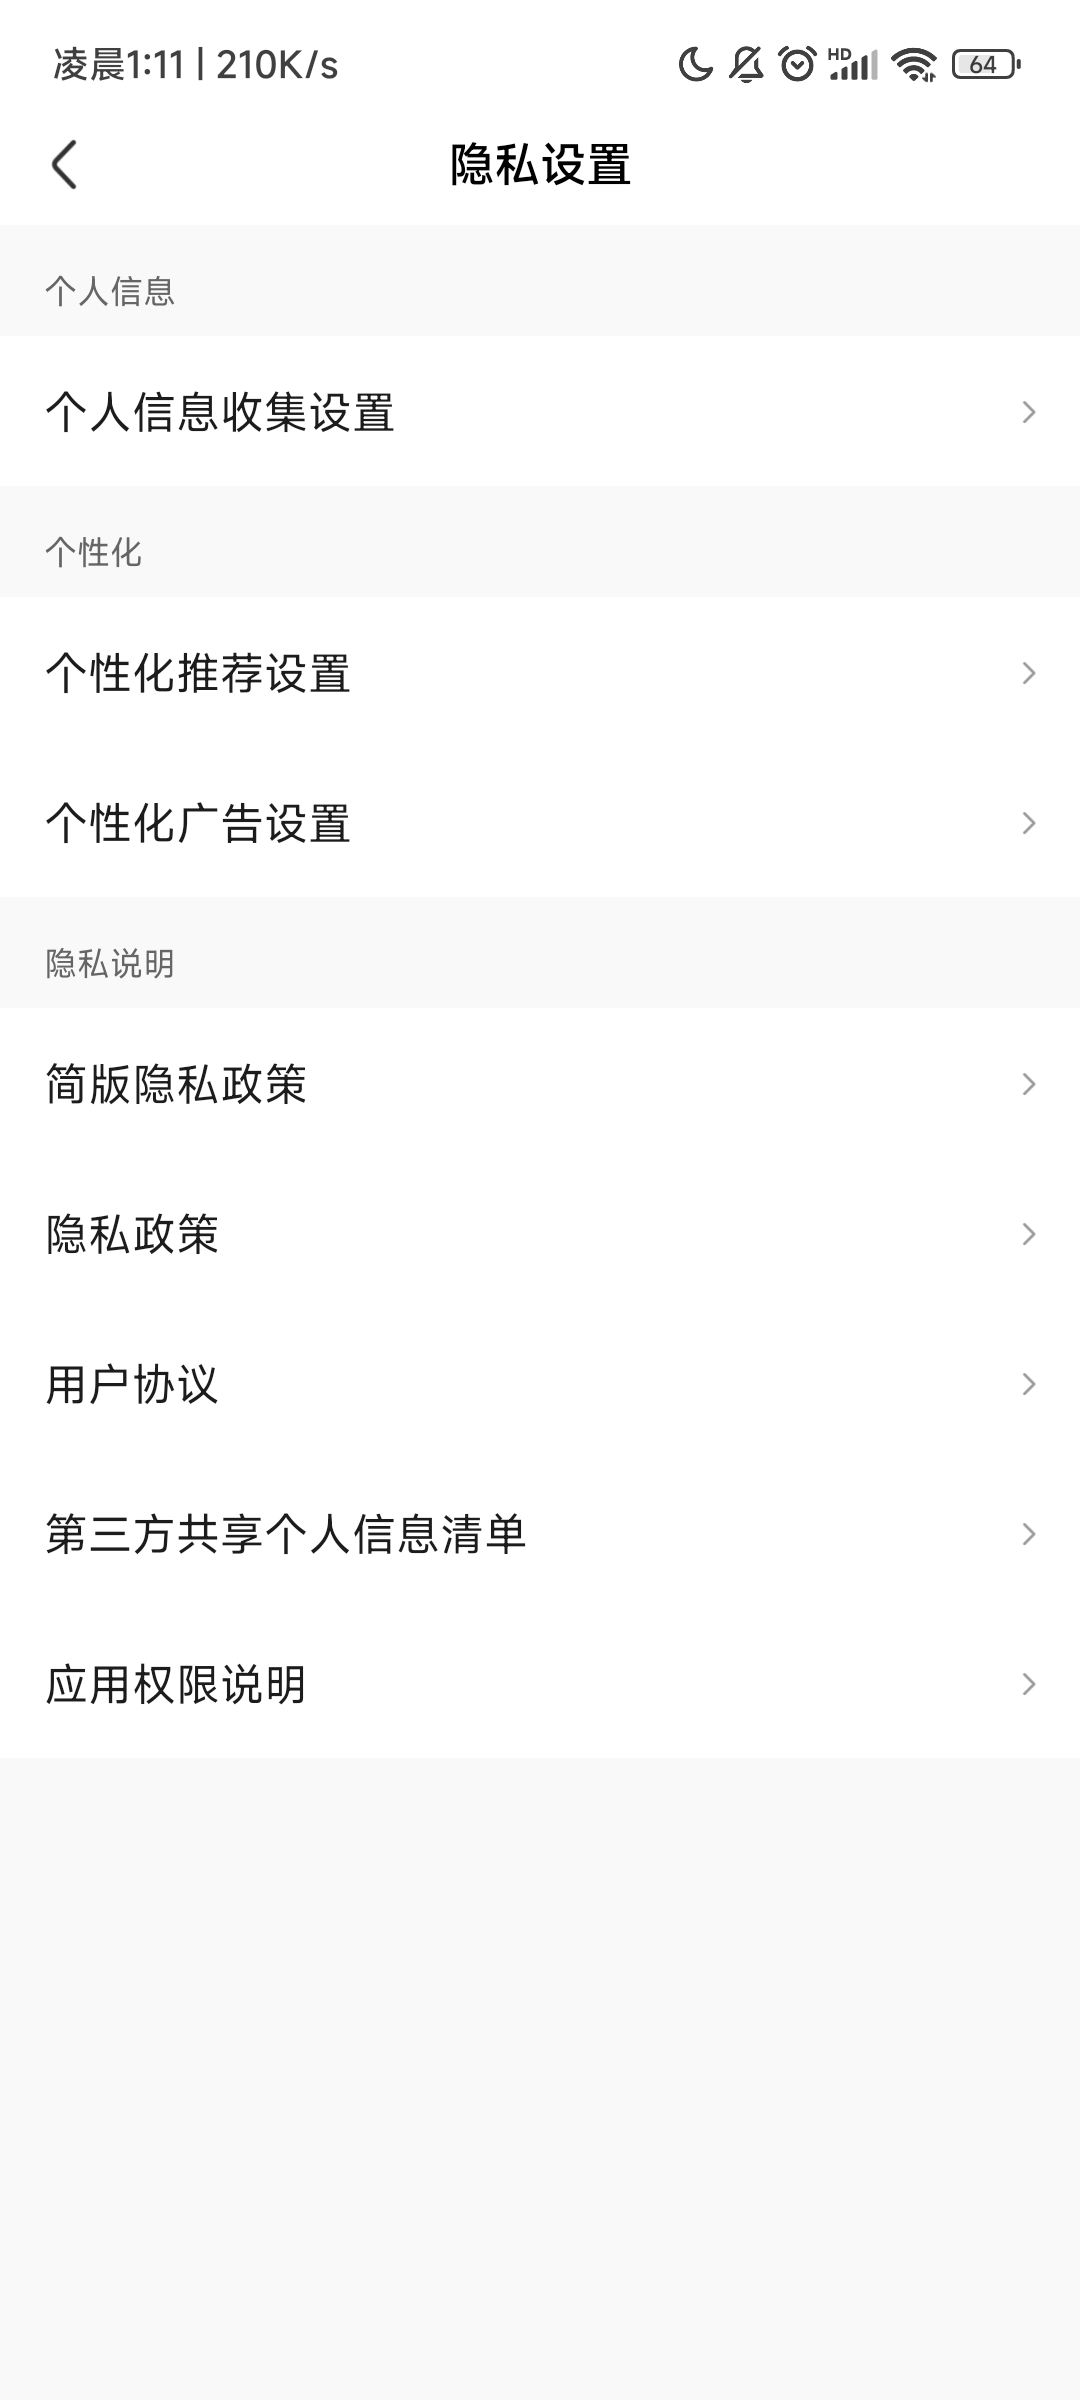 凌晨1:11 | 210K/s
HD
64
隐私设置
个人信息
个人信息收集设置
个性化
个性化推荐设置
个性化广告设置
隐私说明
简版隐私政策
隐私政策
用户协议
第三方共享个人信息清单
应用权限说明